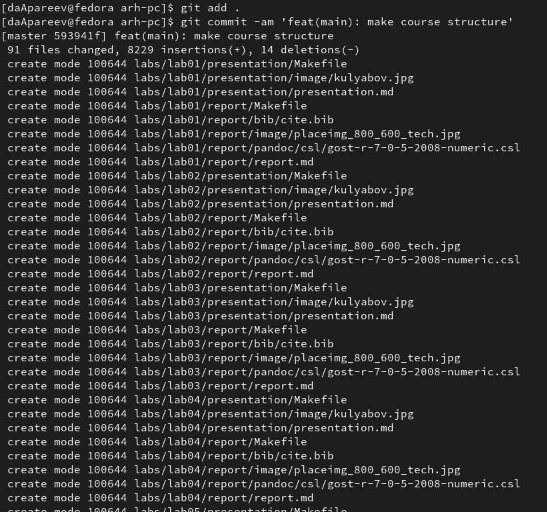 [daApareev@fedora arh-pc]$ git add .
[daApareev@fedora arh-pc]$ git commit -am 'feat(main): make course structure'
[master 593941f] feat(main): make course structure
 91 files changed, 8229 insertions(+), 14 deletions(-)
 create mode 100644 labs/lab01/presentation/Makefile
 create mode 100644 labs/lab01/presentation/image/kulyabov.jpg
 create mode 100644 labs/lab01/presentation/presentation.md
 create mode 100644 labs/lab01/report/Makefile
 create mode 100644 labs/lab01/report/bib/cite.bib
 create mode 100644 labs/lab01/report/image/placeimg_800_600_tech.jpg
 create mode 100644 labs/lab01/report/pandoc/csl/gost-r-7-0-5-2008-numeric.csl
 create mode 100644 labs/lab01/report/report.md
 create mode 100644 labs/lab02/presentation/Makefile
 create mode 100644 labs/lab02/presentation/image/kulyabov.jpg
 create mode 100644 labs/lab02/presentation/presentation.md
 create mode 100644 labs/lab02/report/Makefile
 create mode 100644 labs/lab02/report/bib/cite.bib
 create mode 100644 labs/lab02/report/image/placeimg_800_600_tech.jpg
 create mode 100644 labs/lab02/report/pandoc/csl/gost-r-7-0-5-2008-numeric.csl
 create mode 100644 labs/lab02/report/report.md
 create mode 100644 labs/lab03/presentation/Makefile
 create mode 100644 labs/lab03/presentation/image/kulyabov.jpg
 create mode 100644 labs/lab03/presentation/presentation.md
 create mode 100644 labs/lab03/report/Makefile
 create mode 100644 labs/lab03/report/bib/cite.bib
 create mode 100644 labs/lab03/report/image/placeimg_800_600_tech.jpg
 create mode 100644 labs/lab03/report/pandoc/csl/gost-r-7-0-5-2008-numeric.csl
 create mode 100644 labs/lab03/report/report.md
 create mode 100644 labs/lab04/presentation/Makefile
 create mode 100644 labs/lab04/presentation/image/kulyabov.jpg
 create mode 100644 labs/lab04/presentation/presentation.md
 create mode 100644 labs/lab04/report/Makefile
 create mode 100644 labs/lab04/report/bib/cite.bib
 create mode 100644 labs/lab04/report/image/placeimg_800_600_tech.jpg
 create mode 100644 labs/lab04/report/pandoc/csl/gost-r-7-0-5-2008-numeric.csl
 create mode 100644 labs/lab04/report/report.md
 create mode 100644 labs/lab05/presentation/Makefile